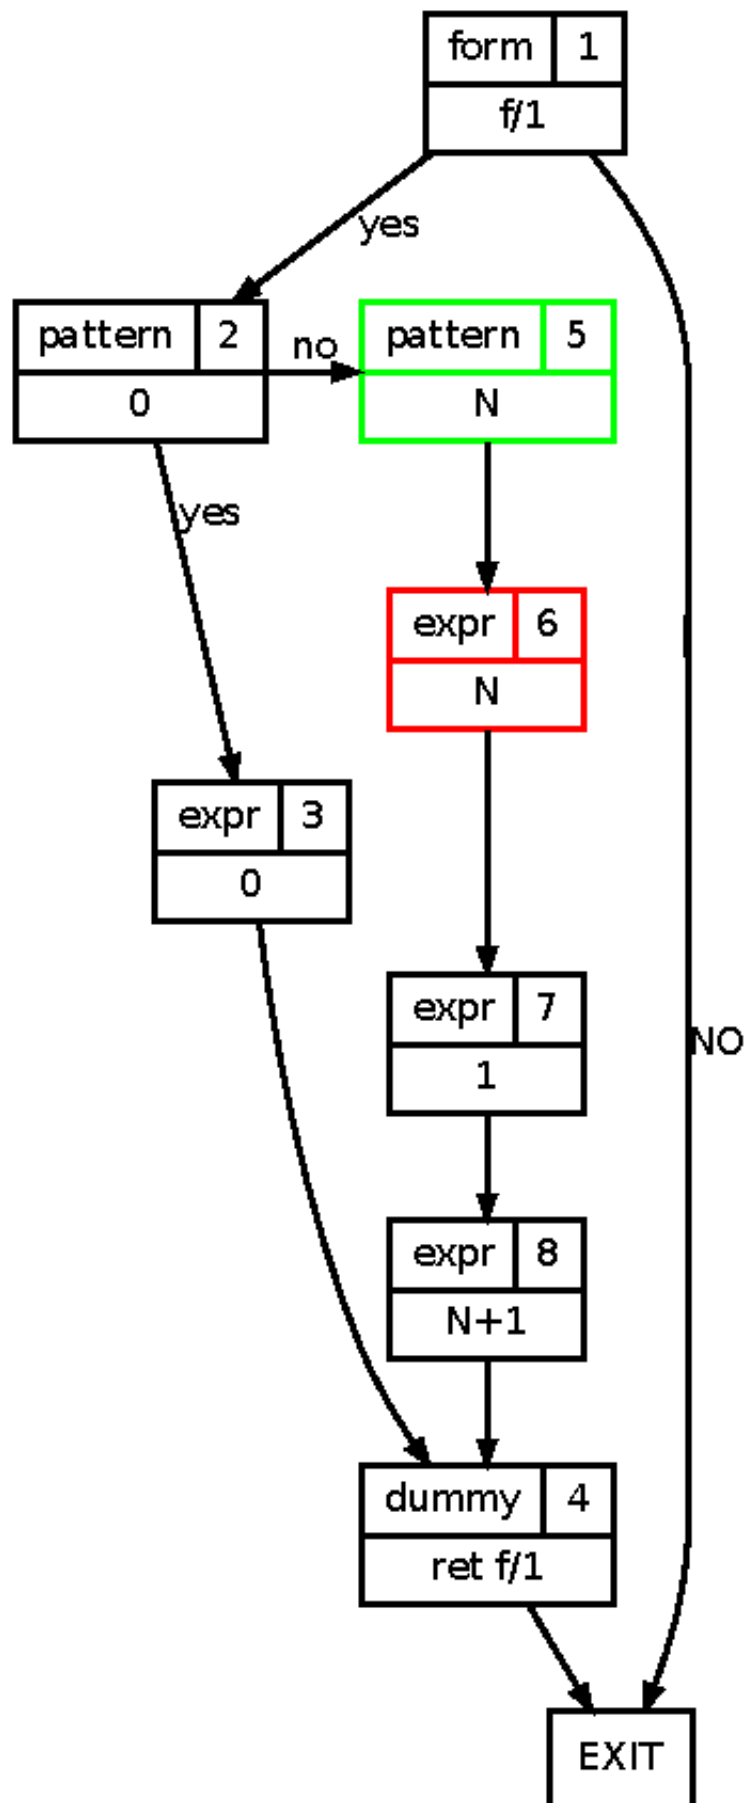 form 1
f/1
yes
pattern 2
0
no
pattern 5
N
yes
expr 6
N
expr 3
0
expr 7
1
NO
expr 8
N+1
dummy 4
ret f/1
EXIT